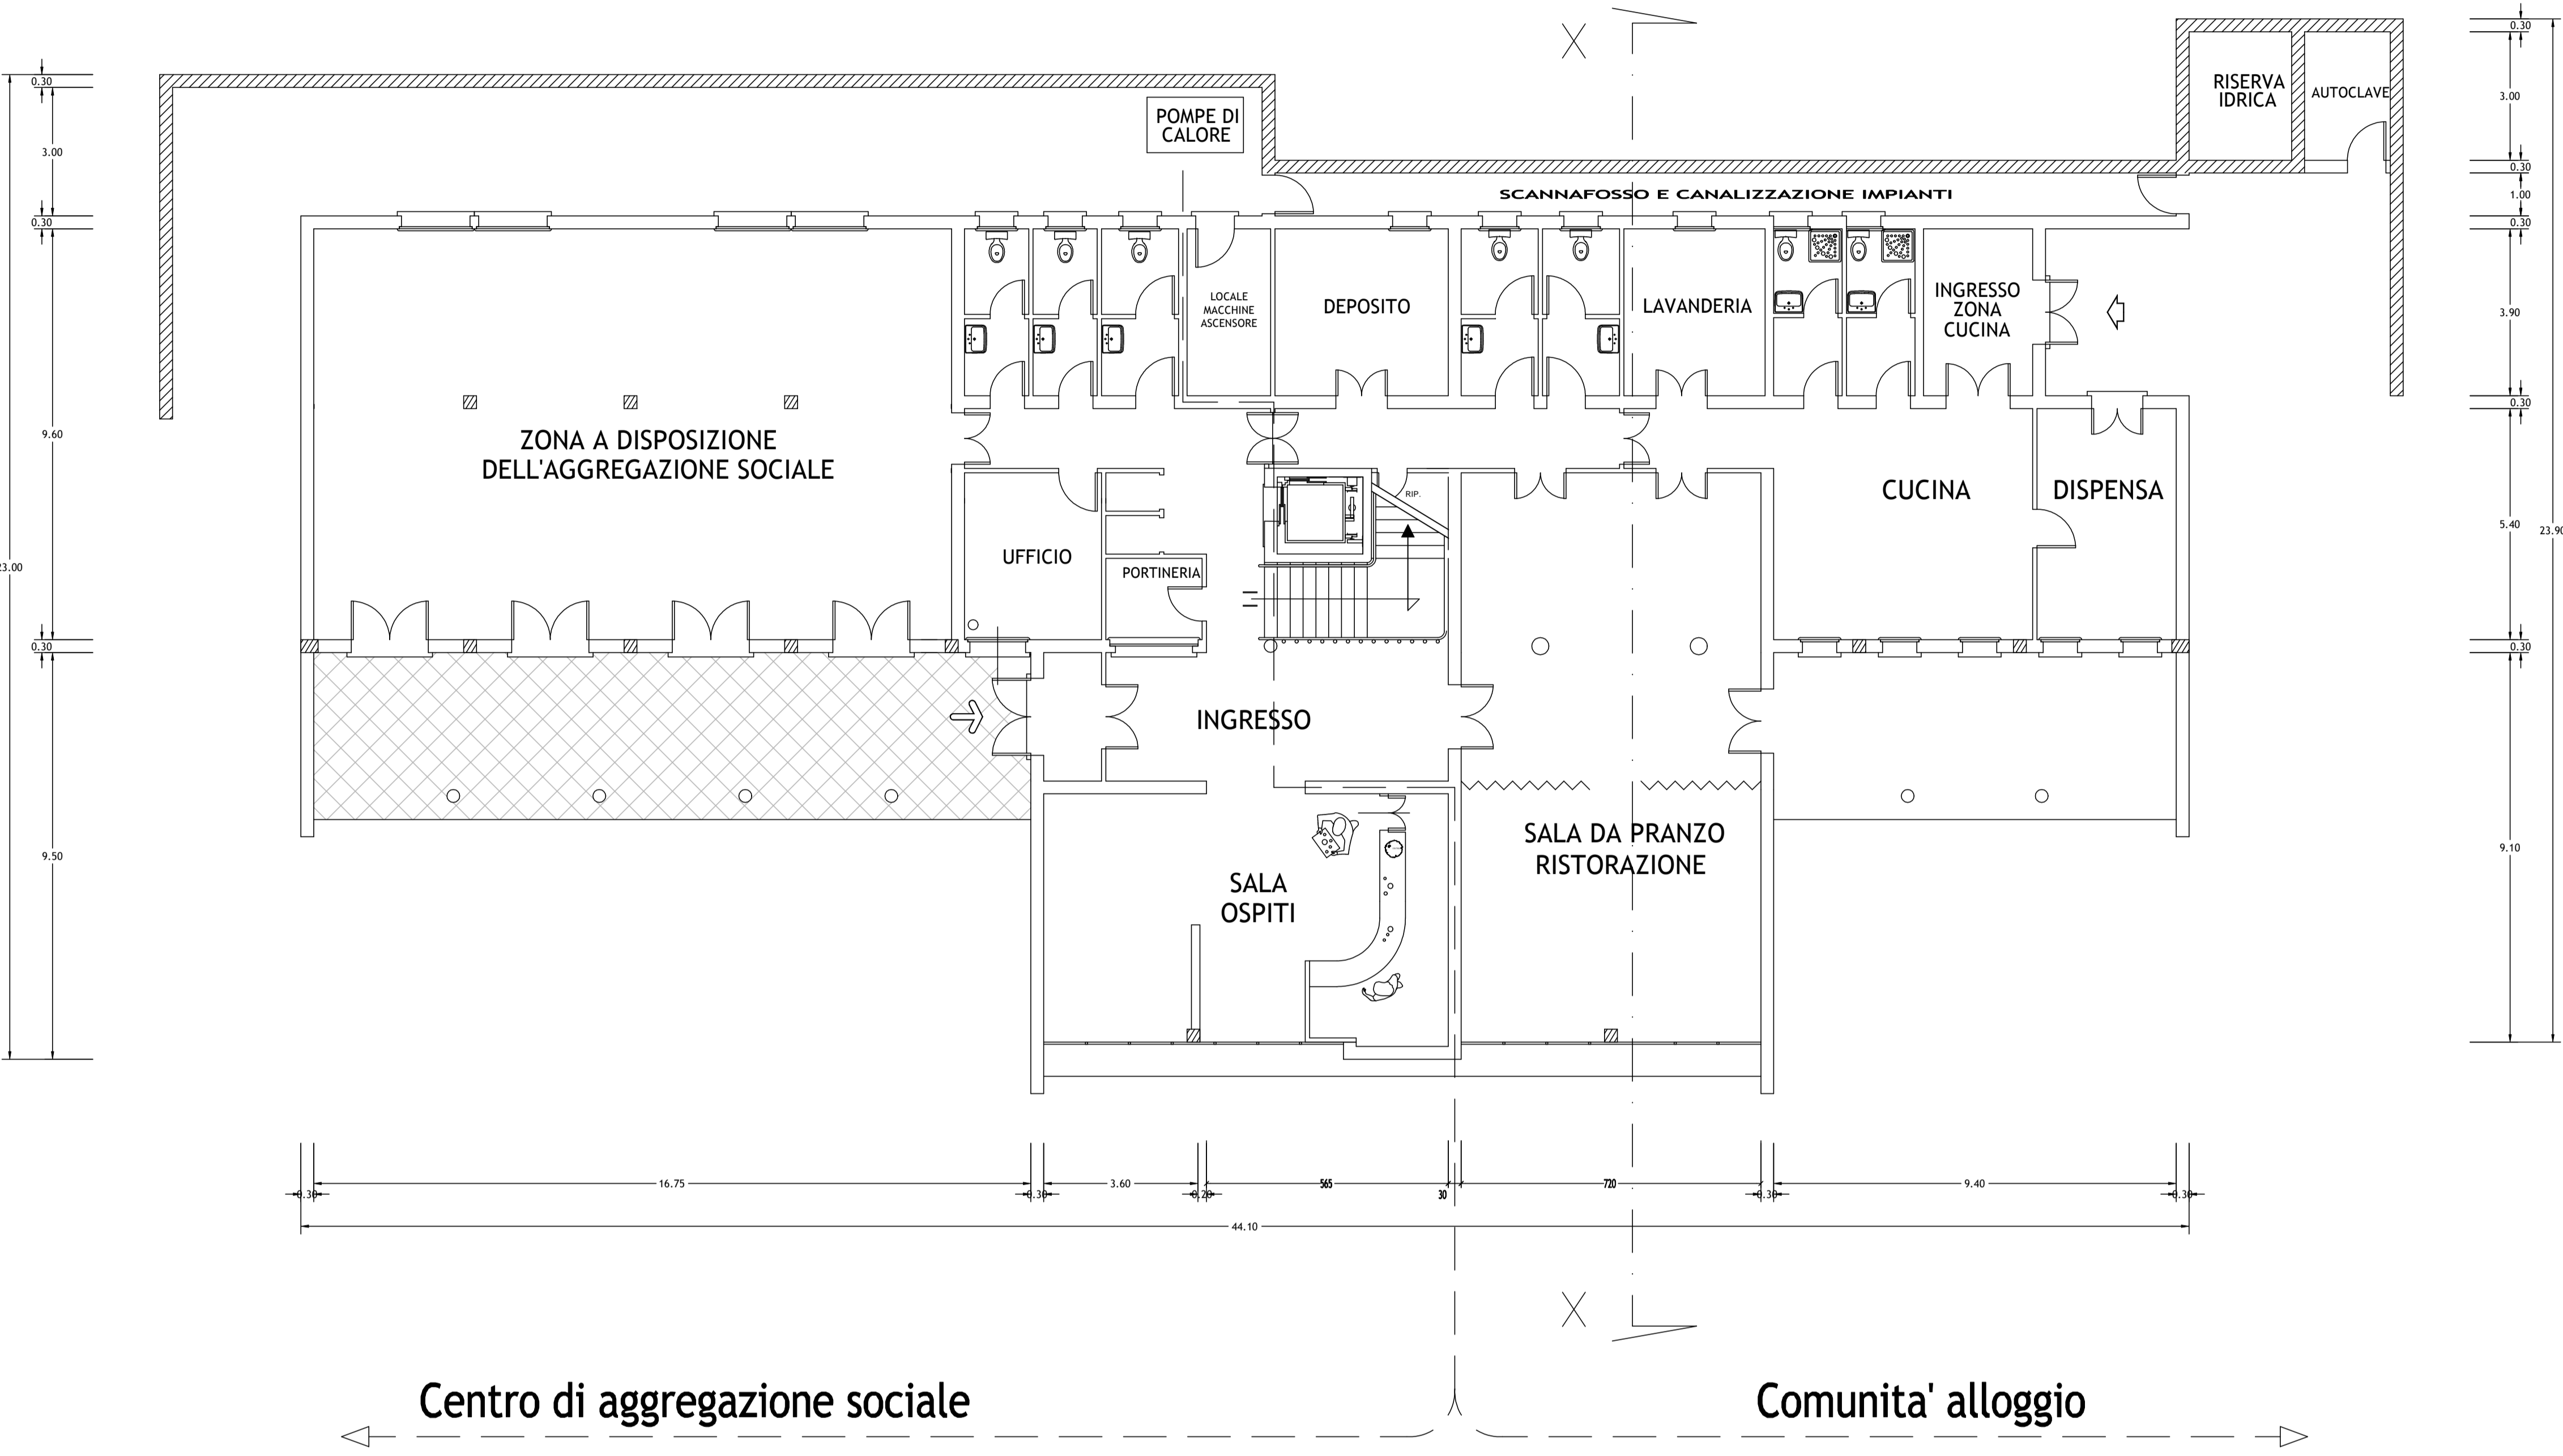 X
0.30
3.00
0.30
9.60
0.30
9.50
23.00
POMPE DI
CALORE
RISERVA
IDRICA
AUTOCLAVE
SCANNAFOSSO E CANALIZZAZIONE IMPIANTI
LOCALE
MACCHINE
ASCENSORE
DEPOSITO
LAVANDERIA
INGRESSO
ZONA
CUCINA
ZONA A DISPOSIZIONE
DELL'AGGREGAZIONE SOCIALE
UFFICIO
PORTINERIA
RIP.
CUCINA
DISPENSA
INGRESSO
SALA DA PRANZO
RISTORAZIONE
SALA
OSPITI
0.30
3.00
0.30
1.00
0.30
3.90
0.30
5.40
23.90
0.30
9.10
0.30
16.75
0.30
3.60
0.20
565
30
720
0.30
9.40
0.30
44.10
X
Centro di aggregazione sociale
Comunita' alloggio